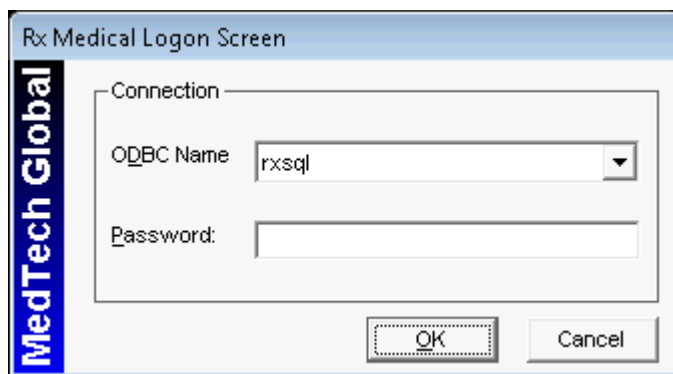 Rx Medical Logon Screen
MedTech Global
Connection
ODBC Name
rxsql
Password:
OK
Cancel